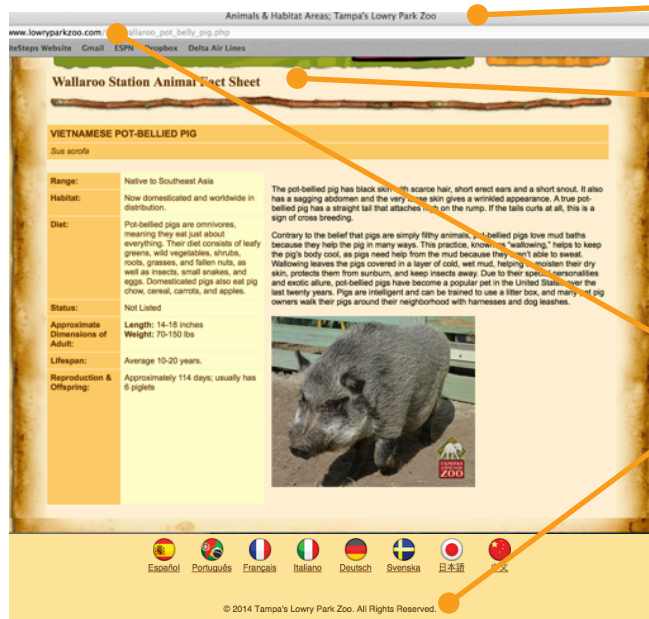 Animals & Habitat Areas; Tampa's Lowry Park Zoo
www.lowryparkzoo.com/ allaroo_pot_belly_pig.php
iteSteps Website Gmail ESPN Dropbox Delta Air Lines
Wallaroo Station Animal Fact Sheet
VIETNAMESE POT-BELLIED PIG
Sus scrofa
Range: Native to Southeast Asia
Habitat: Now domesticated and worldwide in
distribution.
Diet: Pot-bellied pigs are omnivores,
meaning they eat just about
everything. Their diet consists of leafy
greens, wild vegetables, shrubs,
roots, grasses, and fallen nuts, as
well as insects, small snakes, and
eggs. Domesticated pigs also eat pig
chow, cereal, carrots, and apples.
Status: Not Listed
Approximate
Dimensions of
Adult:
Length: 14-18 inches
Weight: 70-150 lbs
Lifespan: Average 10-20 years.
Reproduction &
Offspring:
Approximately 114 days; usually has
6 piglets
The pot-bellied pig has black skin with scarce hair, short erect ears and a short snout. It also
has a sagging abdomen and the very loose skin gives a wrinkled appearance. A true pot-
bellied pig has a straight tail that attaches high on the rump. If the tails curls at all, this is a
sign of cross breeding.
Contrary to the belief that pigs are simply filthy animals, pot-bellied pigs love mud baths
because they help the pig in many ways. This practice, known as "wallowing," helps to keep
the pig's body cool, as pigs need help from the mud because they aren't able to sweat.
Wallowing leaves the pigs covered in a layer of cold, wet mud, helping to moisten their dry
skin, protects them from sunburn, and keep insects away. Due to their special personalities
and exotic allure, pot-bellied pigs have become a popular pet in the United States over the
last twenty years. Pigs are intelligent and can be trained to use a litter box, and many pet pig
owners walk their pigs around their neighborhood with harnesses and dog leashes.
TAMPA'S
LOWRY PARK
ZOO
Español Português Français Italiano Deutsch Svenska 日本語 中文
© 2014 Tampa's Lowry Park Zoo. All Rights Reserved.